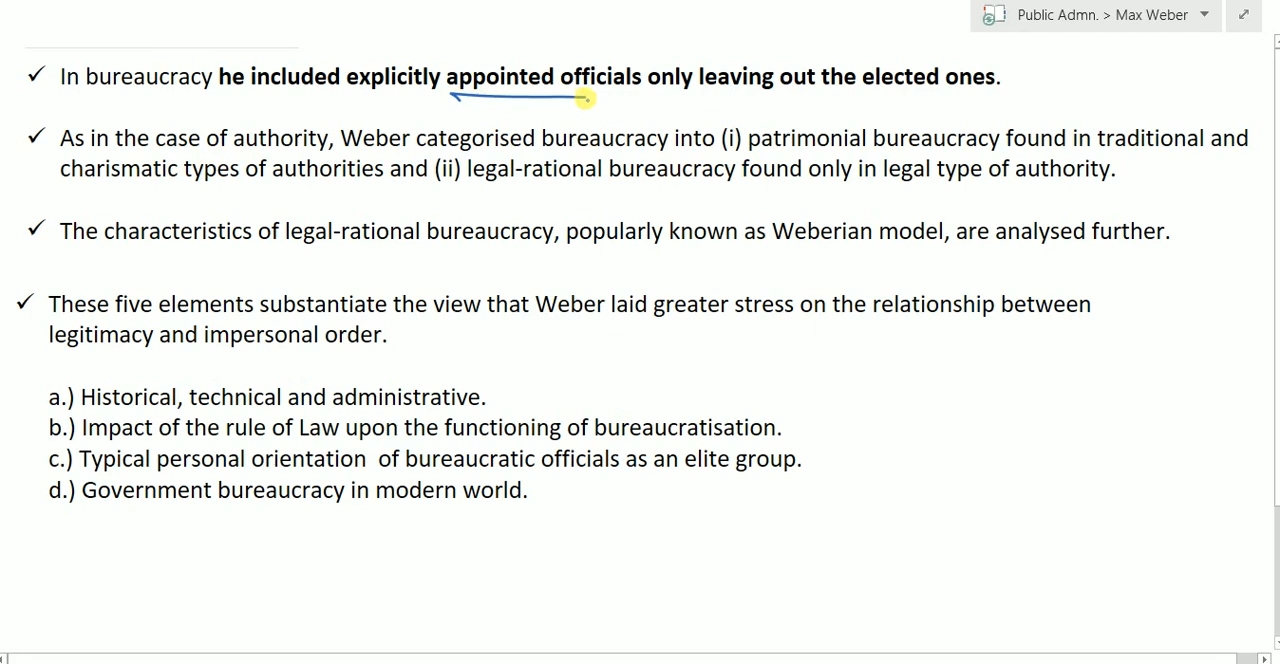 Public Admn. > Max Weber
✓ In bureaucracy he included explicitly appointed officials only leaving out the elected ones.
✓ As in the case of authority, Weber categorised bureaucracy into (i) patrimonial bureaucracy found in traditional and
charismatic types of authorities and (ii) legal-rational bureaucracy found only in legal type of authority.
✓ The characteristics of legal-rational bureaucracy, popularly known as Weberian model, are analysed further.
✓ These five elements substantiate the view that Weber laid greater stress on the relationship between
legitimacy and impersonal order.
a.) Historical, technical and administrative.
b.) Impact of the rule of Law upon the functioning of bureaucratisation.
c.) Typical personal orientation of bureaucratic officials as an elite group.
d.) Government bureaucracy in modern world.